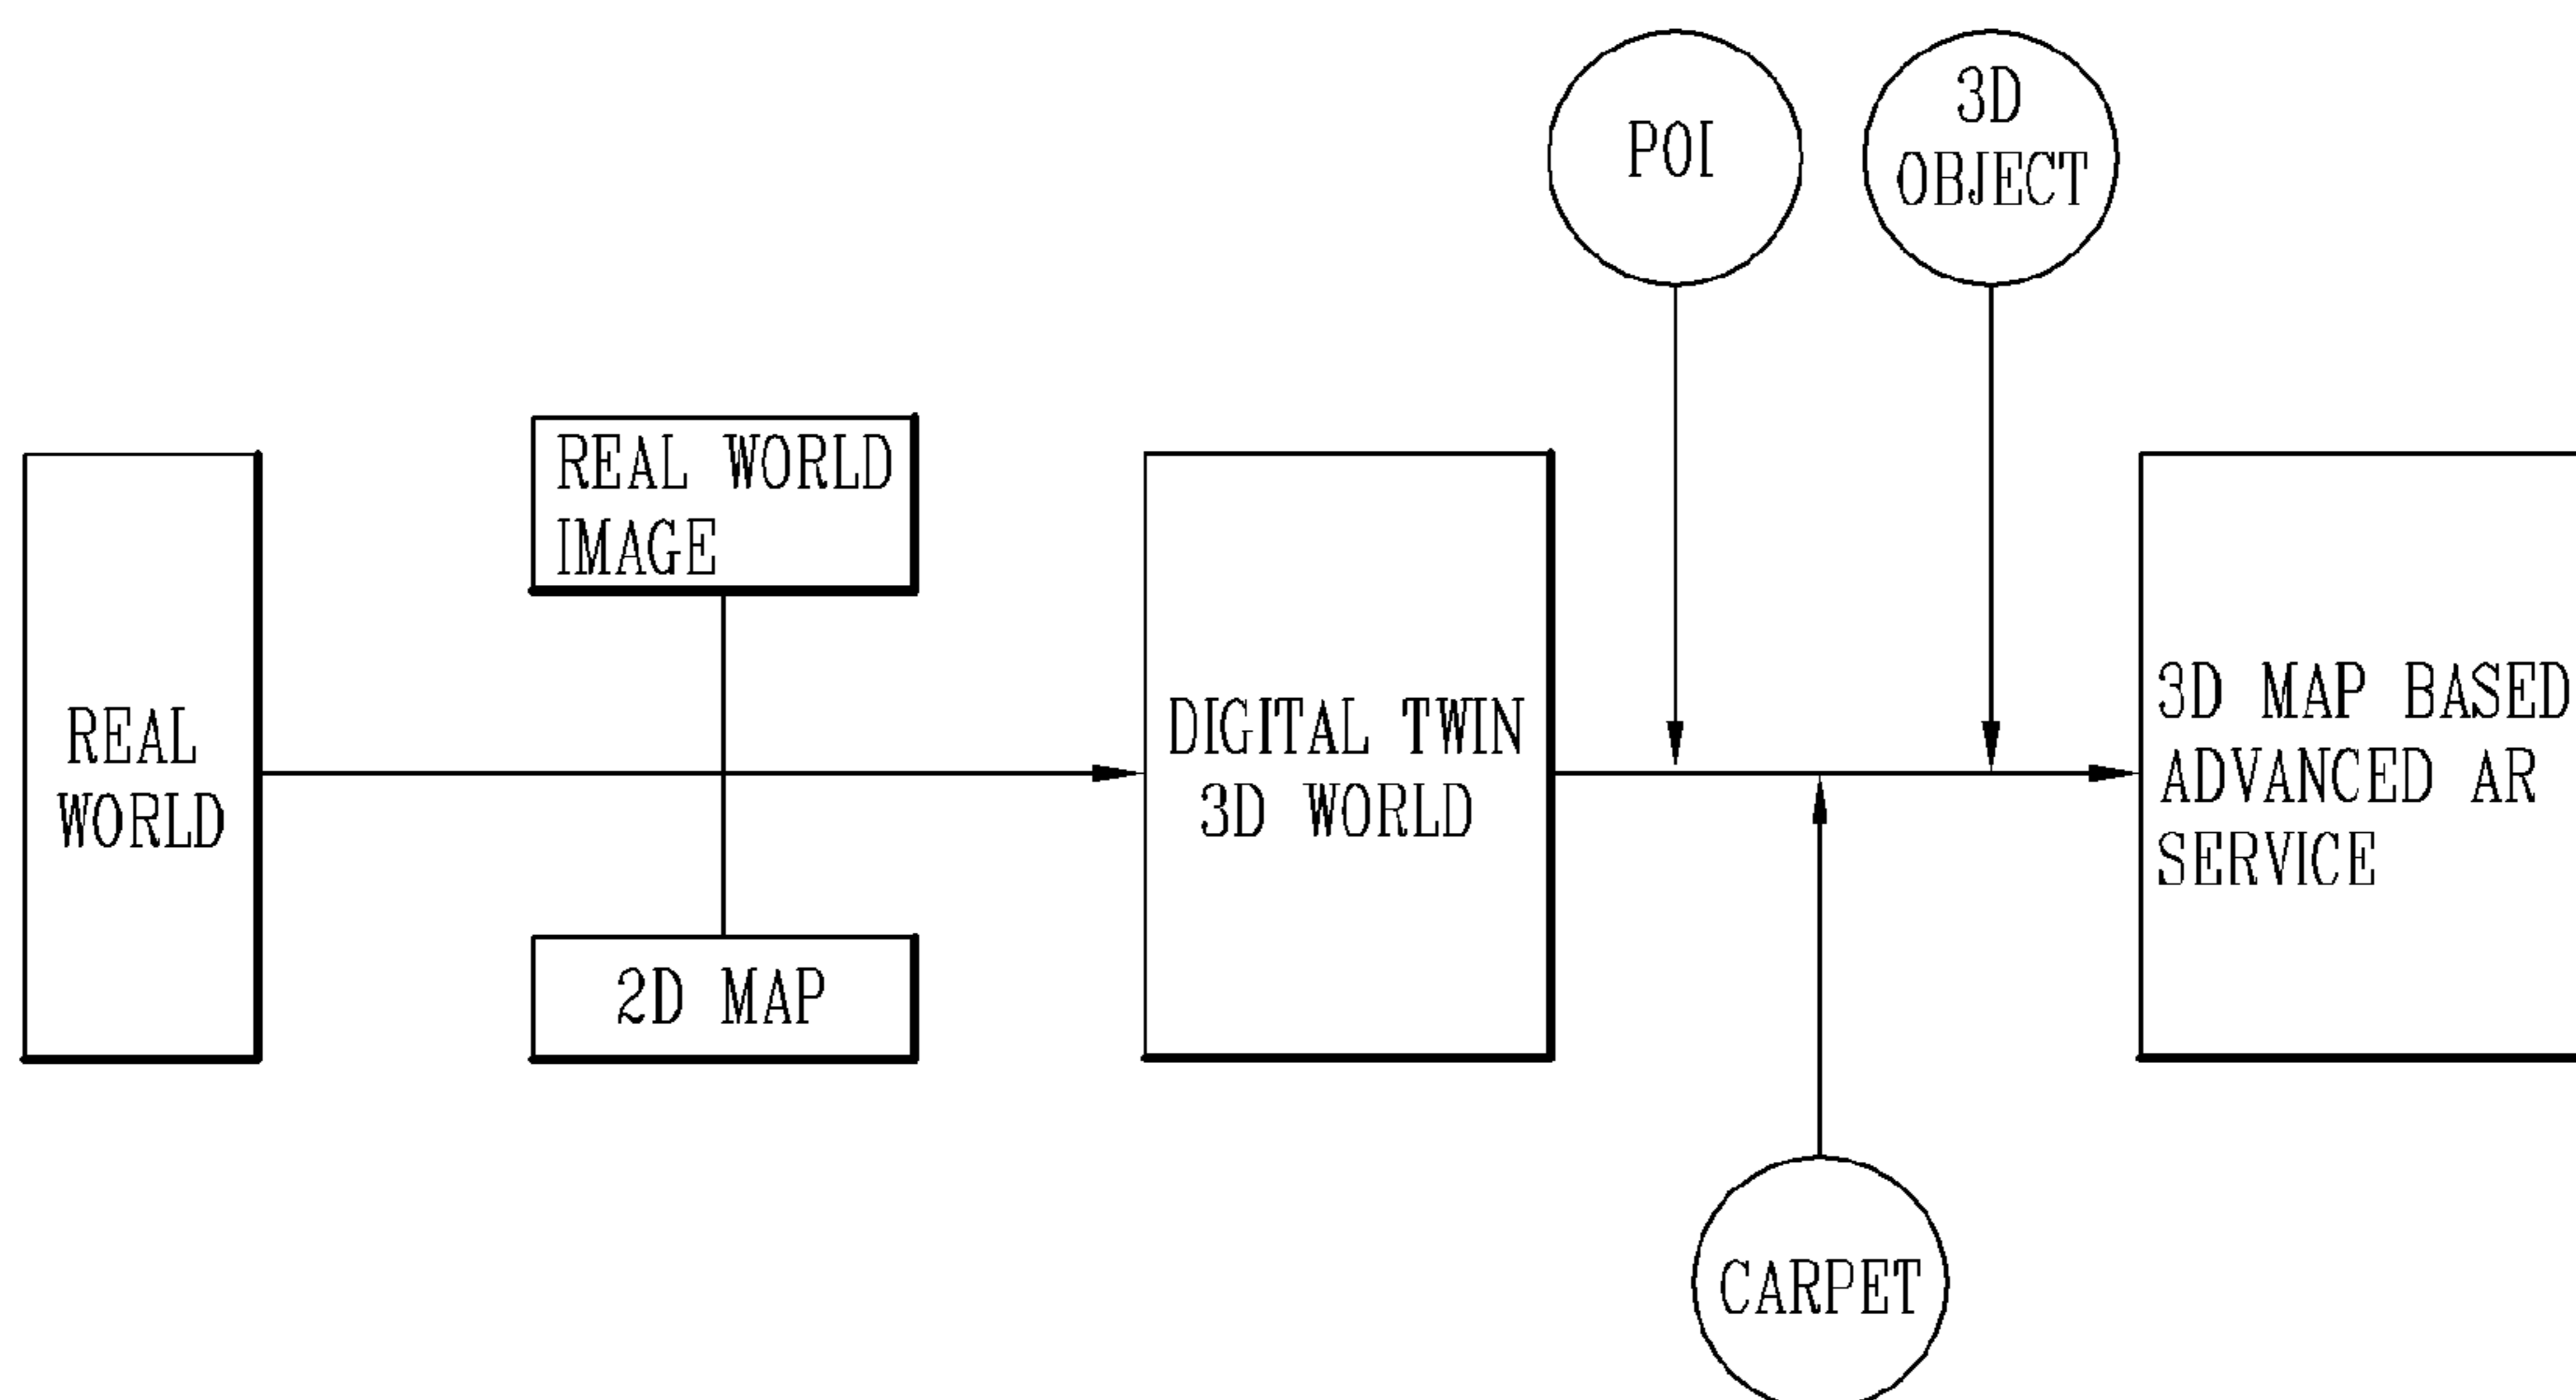 POI
3D
OBJECT
REAL WORLD
IMAGE
REAL
WORLD
2D MAP
DIGITAL TWIN
3D WORLD
3D MAP BASED
ADVANCED AR
SERVICE
CARPET